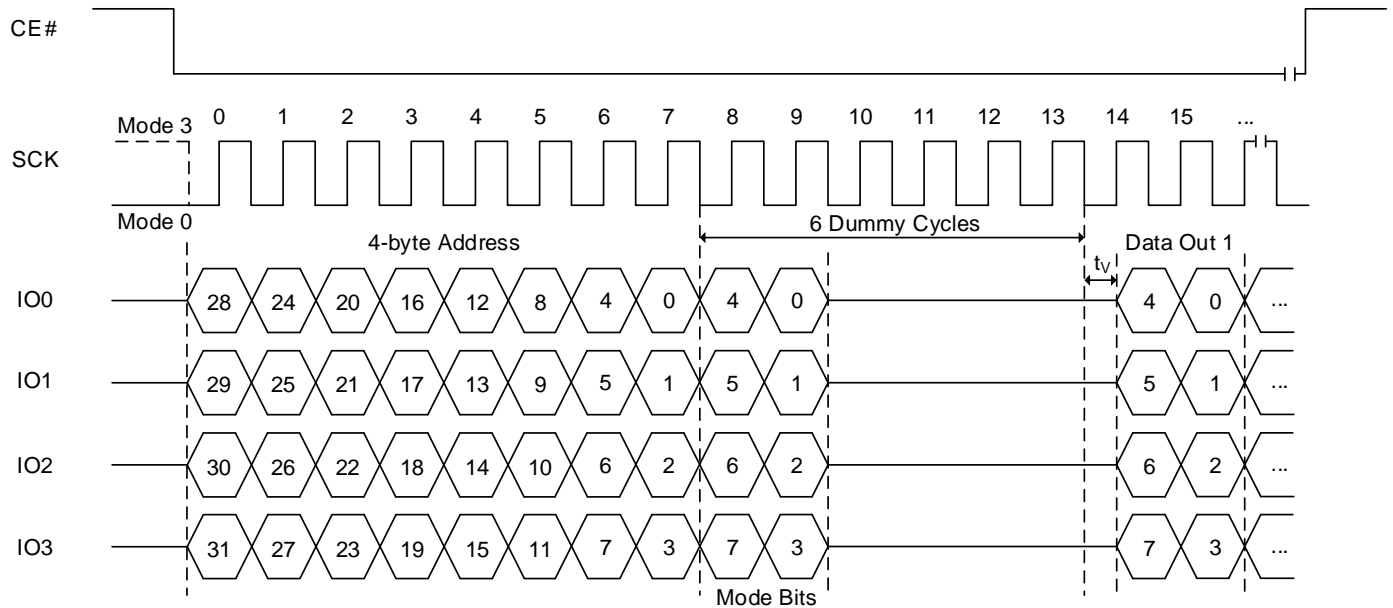 CE#
0 1 2 3 4 5 6 7 8 9 10 11 12 13 14 15 ...
Mode 3
SCK
Mode 0
6 Dummy Cycles
4-byte Address
Data Out 1
tV
IO0 28 24 20 16 12 8 4 0 4 0 4 0 ...
IO1 29 25 21 17 13 9 5 1 5 1 5 1 ...
IO2 30 26 22 18 14 10 6 2 6 2 6 2 ...
IO3 31 27 23 19 15 11 7 3 7 3 7 3 ...
Mode Bits